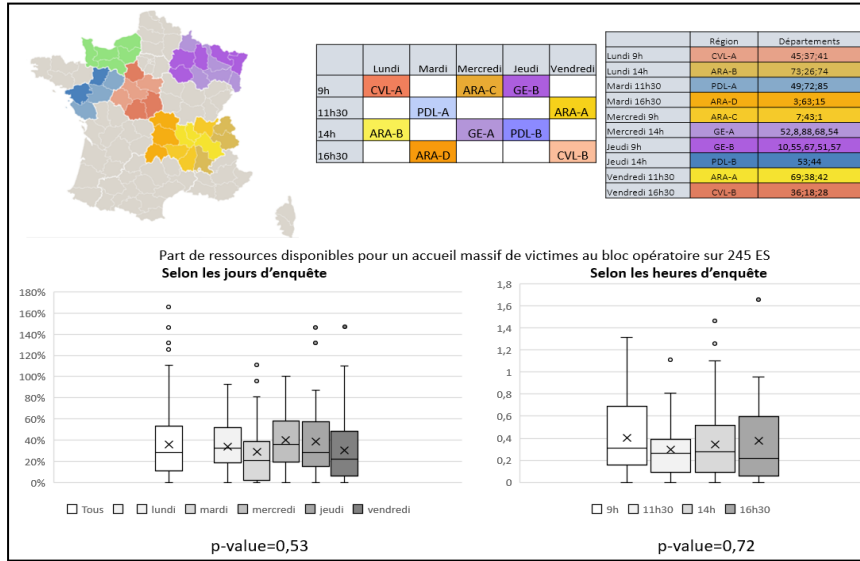 Lundi Mardi Mercredi Jeudi Vendredi
9h CVL-A ARA-C GE-B
11h30 PDL-A ARA-A
14h ARA-B GE-A PDL-B
16h30 ARA-D CVL-B
Région Départements
Lundi 9h CVL-A 45;37;41
Lundi 14h ARA-B 73;26;74
Mardi 11h30 PDL-A 49;72;85
Mardi 16h30 ARA-D 3;63;15
Mercredi 9h ARA-C 7;43;1
Mercredi 14h GE-A 52,8,88,68,54
Jeudi 9h GE-B 10,55,67,51,57
Jeudi 14h PDL-B 53;44
Vendredi 11h30 ARA-A 69;38;42
Vendredi 16h30 CVL-B 36;18;28
Part de ressources disponibles pour un accueil massif de victimes au bloc opératoire sur 245 ES
Selon les jours d’enquête
180%
160%
140%
120%
100%
80%
60%
40%
20%
0%
Tous lundi mardi mercredi jeudi vendredi
p-value=0,53
Selon les heures d’enquête
1,8
1,6
1,4
1,2
1
0,8
0,6
0,4
0,2
0
9h 11h30 14h 16h30
p-value=0,72